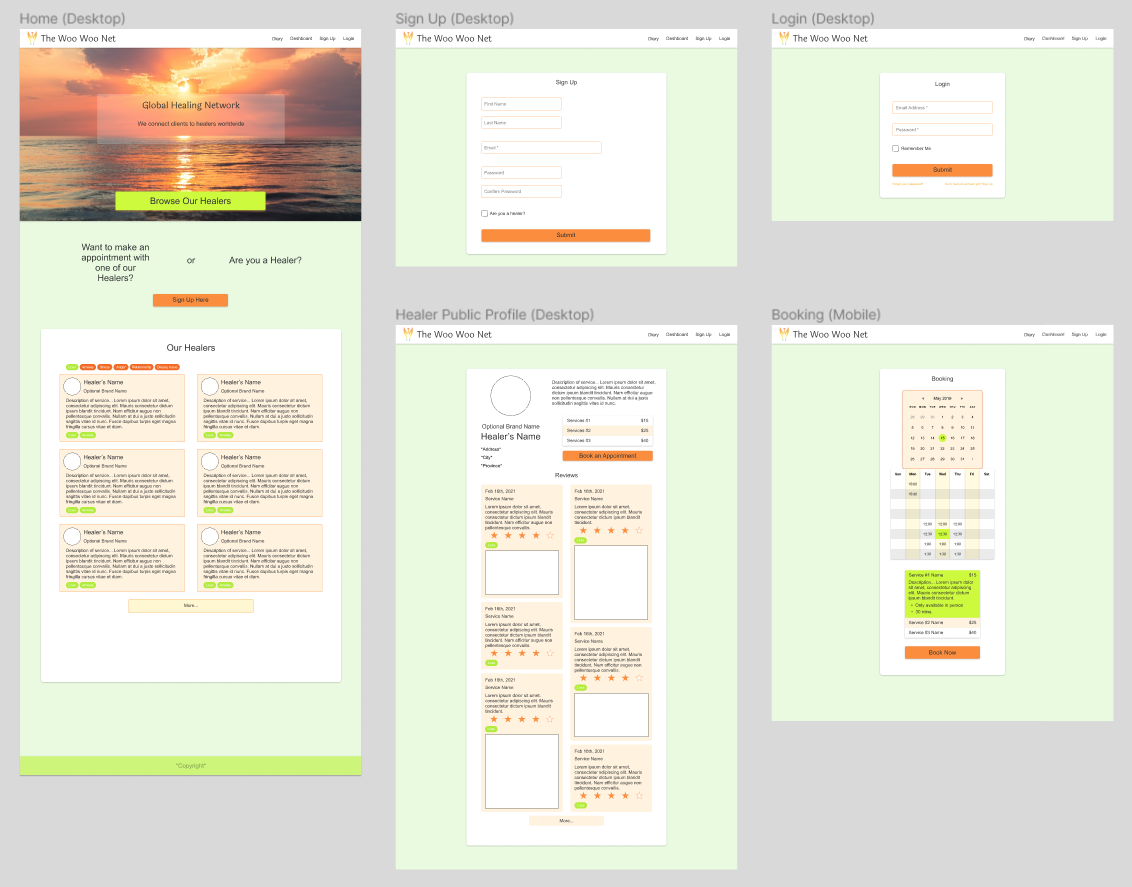 Home (Desktop)
The Woo Woo Net
Diary Dashboard Sign Up Login
Global Healing Network
We connect clients to healers worldwide
Browse Our Healers
Want to make an
appointment with
one of our
Healers?
or
Are you a Healer?
Sign Up Here
Our Healers
Healer's Name
Optional Brand Name
Description of service... Lorem ipsum dolor sit amet,
consectetur adipiscing elit. Mauris consectetur dictum
ipsum blandit tincidunt. Nam efficitur augue non
pellentesque convallis. Nullam at dui a justo sollicitudin
sagittis vitae id nunc. Fusce dapibus turpis eget magna
fringilla cursus vitae et diam.
Healer's Name
Optional Brand Name
Description of service... Lorem ipsum dolor sit amet,
consectetur adipiscing elit. Mauris consectetur dictum
ipsum blandit tincidunt. Nam efficitur augue non
pellentesque convallis. Nullam at dui a justo sollicitudin
sagittis vitae id nunc. Fusce dapibus turpis eget magna
fringilla cursus vitae et diam.
Healer's Name
Optional Brand Name
Description of service... Lorem ipsum dolor sit amet,
consectetur adipiscing elit. Mauris consectetur dictum
ipsum blandit tincidunt. Nam efficitur augue non
pellentesque convallis. Nullam at dui a justo sollicitudin
sagittis vitae id nunc. Fusce dapibus turpis eget magna
fringilla cursus vitae et diam.
Healer's Name
Optional Brand Name
Description of service... Lorem ipsum dolor sit amet,
consectetur adipiscing elit. Mauris consectetur dictum
ipsum blandit tincidunt. Nam efficitur augue non
pellentesque convallis. Nullam at dui a justo sollicitudin
sagittis vitae id nunc. Fusce dapibus turpis eget magna
fringilla cursus vitae et diam.
Healer's Name
Optional Brand Name
Description of service... Lorem ipsum dolor sit amet,
consectetur adipiscing elit. Mauris consectetur dictum
ipsum blandit tincidunt. Nam efficitur augue non
pellentesque convallis. Nullam at dui a justo sollicitudin
sagittis vitae id nunc. Fusce dapibus turpis eget magna
fringilla cursus vitae et diam.
Healer's Name
Optional Brand Name
Description of service... Lorem ipsum dolor sit amet,
consectetur adipiscing elit. Mauris consectetur dictum
ipsum blandit tincidunt. Nam efficitur augue non
pellentesque convallis. Nullam at dui a justo sollicitudin
sagittis vitae id nunc. Fusce dapibus turpis eget magna
fringilla cursus vitae et diam.
More...
*Copyright*
Sign Up (Desktop)
The Woo Woo Net
Diary Dashboard Sign Up Login
Sign Up
First Name
Last Name
Email *
Password
Confirm Password
Are you a healer?
Submit
Login (Desktop)
The Woo Woo Net
Diary Dashboard Sign Up Login
Login
Email Address *
Password *
Remember Me
Submit
Healer Public Profile (Desktop)
The Woo Woo Net
Diary Dashboard Sign Up Login
Description of service... Lorem ipsum dolor sit amet,
consectetur adipiscing elit. Mauris consectetur dictum
ipsum blandit tincidunt. Nam efficitur augue non
pellentesque convallis. Nullam at dui a justo sollicitudin
sagittis vitae id nunc.
Optional Brand Name
Healer's Name
*Address*
*City*
*Province*
Services #1 $15
Services #2 $25
Services #3 $40
Book an Appointment
Reviews
Feb 16th, 2021
Service Name
Lorem ipsum dolor sit amet,
consectetur adipiscing elit. Mauris
consectetur dictum ipsum blandit
tincidunt. Nam efficitur augue non
pellentesque convallis.
Feb 16th, 2021
Service Name
Lorem ipsum dolor sit amet,
consectetur adipiscing elit. Mauris
consectetur dictum ipsum blandit
tincidunt.
Feb 16th, 2021
Service Name
Lorem ipsum dolor sit amet,
consectetur adipiscing elit. Mauris
consectetur dictum ipsum blandit
tincidunt. Nam efficitur augue non
pellentesque convallis.
Feb 16th, 2021
Service Name
Lorem ipsum dolor sit amet,
consectetur adipiscing elit. Mauris
consectetur dictum ipsum blandit
tincidunt. Nam efficitur augue non
pellentesque convallis.
Feb 16th, 2021
Service Name
Lorem ipsum dolor sit amet,
consectetur adipiscing elit. Mauris
consectetur dictum ipsum blandit
tincidunt.
Feb 16th, 2021
Service Name
Lorem ipsum dolor sit amet,
consectetur adipiscing elit. Mauris
consectetur dictum ipsum blandit
tincidunt. Nam efficitur augue non
pellentesque convallis.
More...
Booking (Mobile)
The Woo Woo Net
Diary Dashboard Sign Up Login
Booking
May 2019
SUN MON TUE WED THU FRI SAT
28 29 30 1 2 3 4
5 6 7 8 9 10 11
12 13 14 15 16 17 18
19 20 21 22 23 24 25
26 27 28 29 30 31 1
Sun Mon Tue Wed Thu Fri Sat
12:00 12:00 12:00
12:30 12:30 12:30
1:00 1:00 1:00
1:30 1:30 1:30
Service #1 Name $15
Description... Lorem ipsum dolor
sit amet, consectetur adipiscing
elit. Mauris consectetur dictum
ipsum blandit tincidunt.
Only available in person
30 mins
Service #2 Name $25
Service #3 Name $40
Book Now